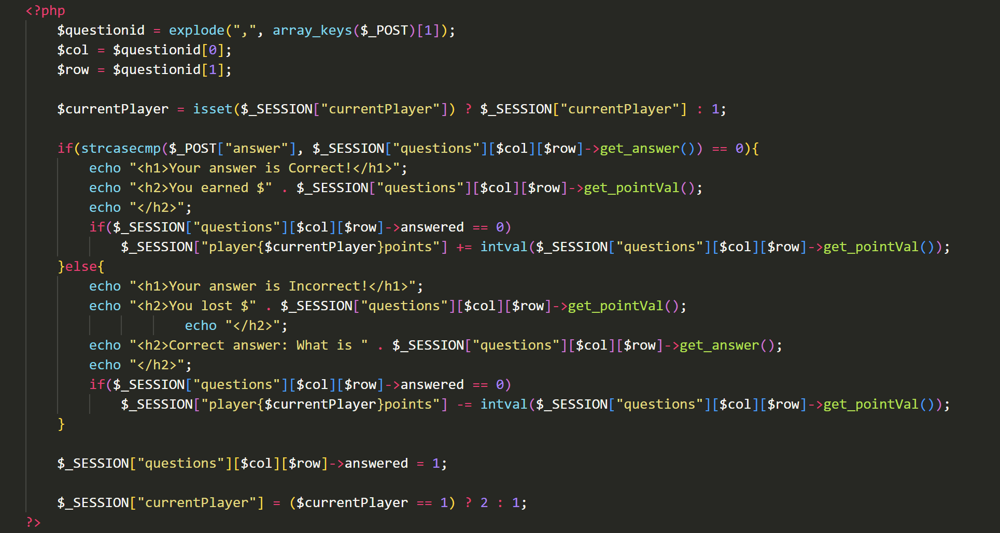 <?php
$questionid = explode(",", array_keys($_POST)[1]);
$col = $questionid[0];
$row = $questionid[1];
$currentPlayer = isset($_SESSION["currentPlayer"]) ? $_SESSION["currentPlayer"] : 1;
if(strcasecmp($_POST["answer"], $_SESSION["questions"][$col][$row]->get_answer()) == 0){
echo "<h1>Your answer is Correct!</h1>";
echo "<h2>You earned $" . $_SESSION["questions"][$col][$row]->get_pointVal();
echo "</h2>";
if($_SESSION["questions"][$col][$row]->answered == 0)
$_SESSION["player{$currentPlayer}points"] += intval($_SESSION["questions"][$col][$row]->get_pointVal());
}else{
echo "<h1>Your answer is Incorrect!</h1>";
echo "<h2>You lost $" . $_SESSION["questions"][$col][$row]->get_pointVal();
echo "</h2>";
echo "<h2>Correct answer: What is " . $_SESSION["questions"][$col][$row]->get_answer();
echo "</h2>";
if($_SESSION["questions"][$col][$row]->answered == 0)
$_SESSION["player{$currentPlayer}points"] -= intval($_SESSION["questions"][$col][$row]->get_pointVal());
}
$_SESSION["questions"][$col][$row]->answered = 1;
$_SESSION["currentPlayer"] = ($currentPlayer == 1) ? 2 : 1;
?>